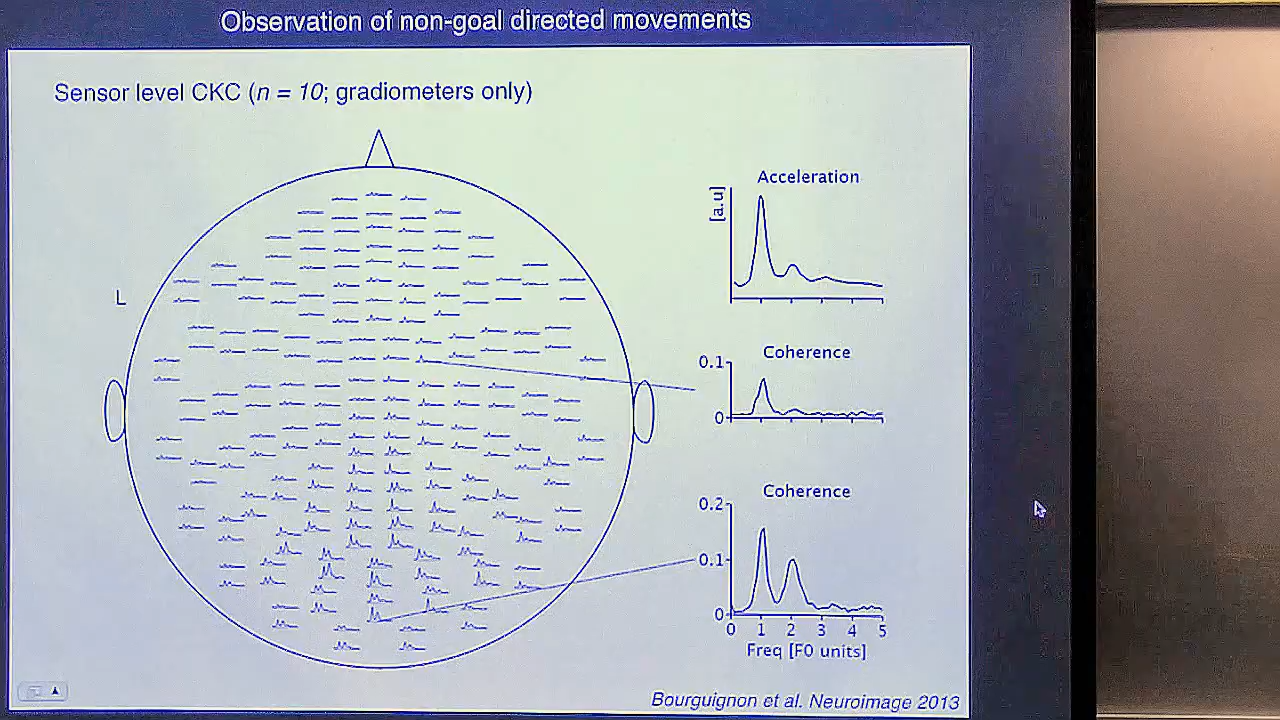 Observation of non-goal directed movements
Sensor level CKC (n = 10; gradiometers only)
L
Acceleration
[a.u]
Coherence
0.1
0
Coherence
0.2
0.1
0
0 1 2 3 4 5
Freq [F0 units]
Bourguignon et al. Neuroimage 2013